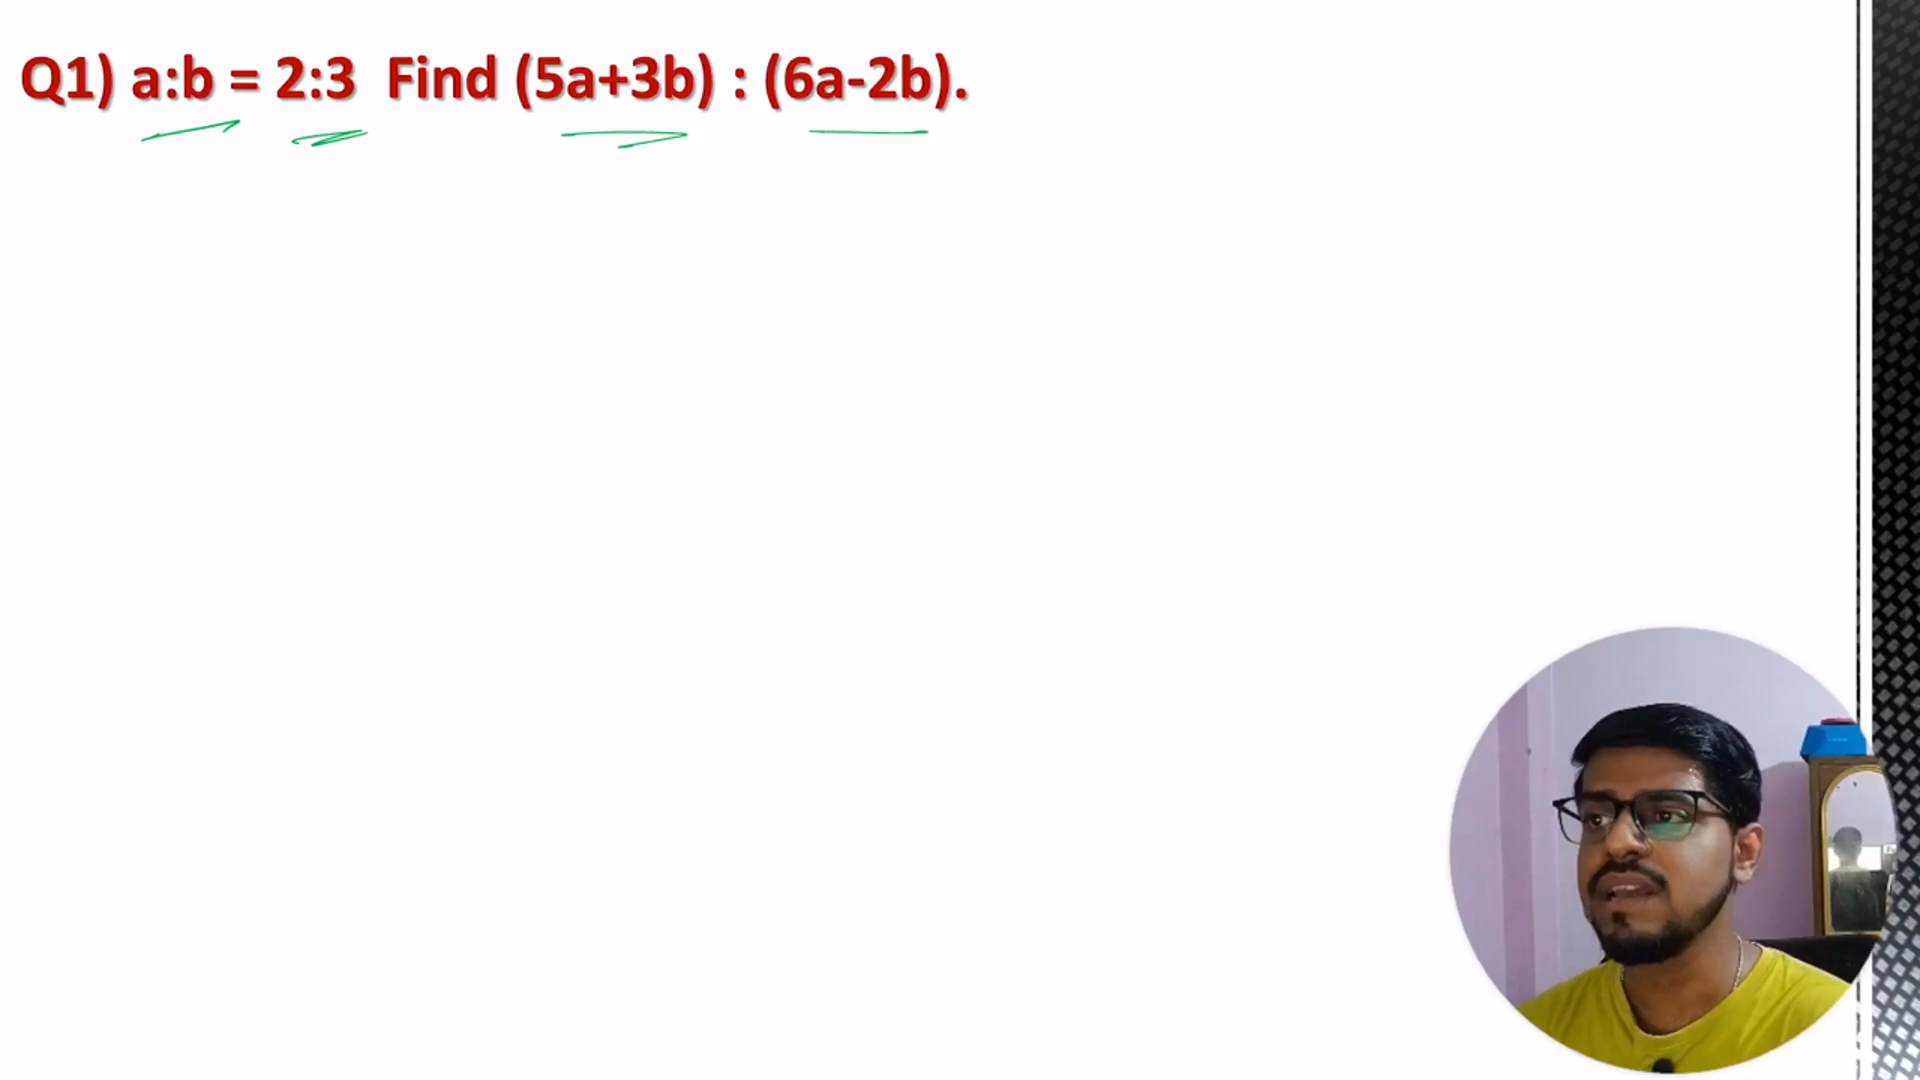 Q1) a:b = 2:3 Find (5a+3b) : (6a-2b).